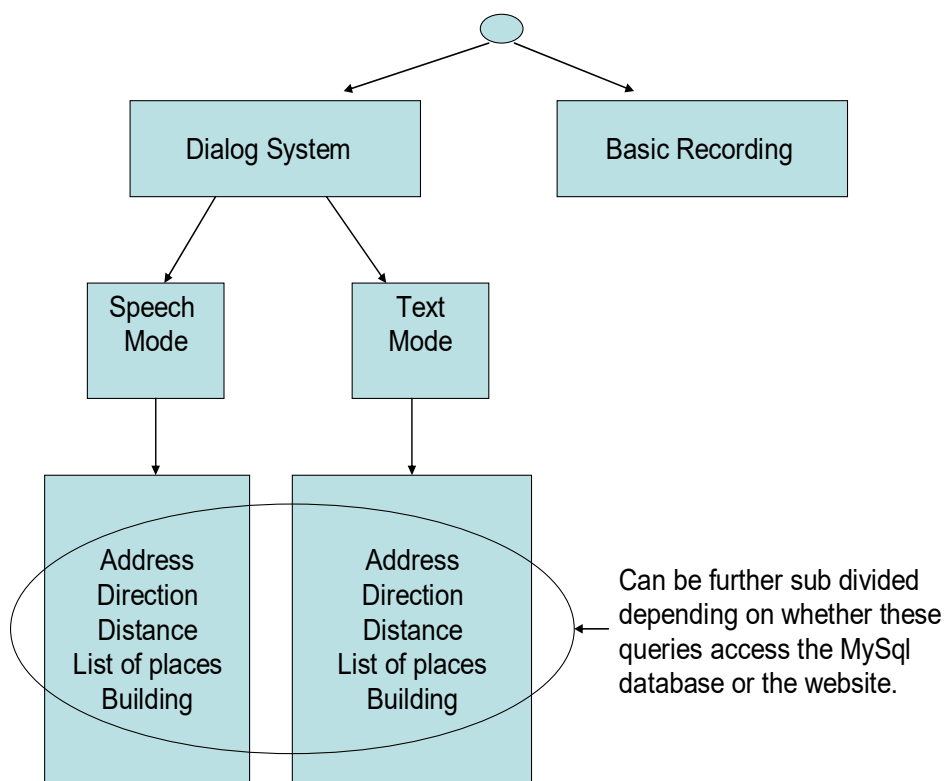 Dialog System
Basic Recording
Speech
Mode
Text
Mode
Address
Direction
Distance
List of places
Building
Address
Direction
Distance
List of places
Building
Can be further sub divided
depending on whether these
queries access the MySql
database or the website.